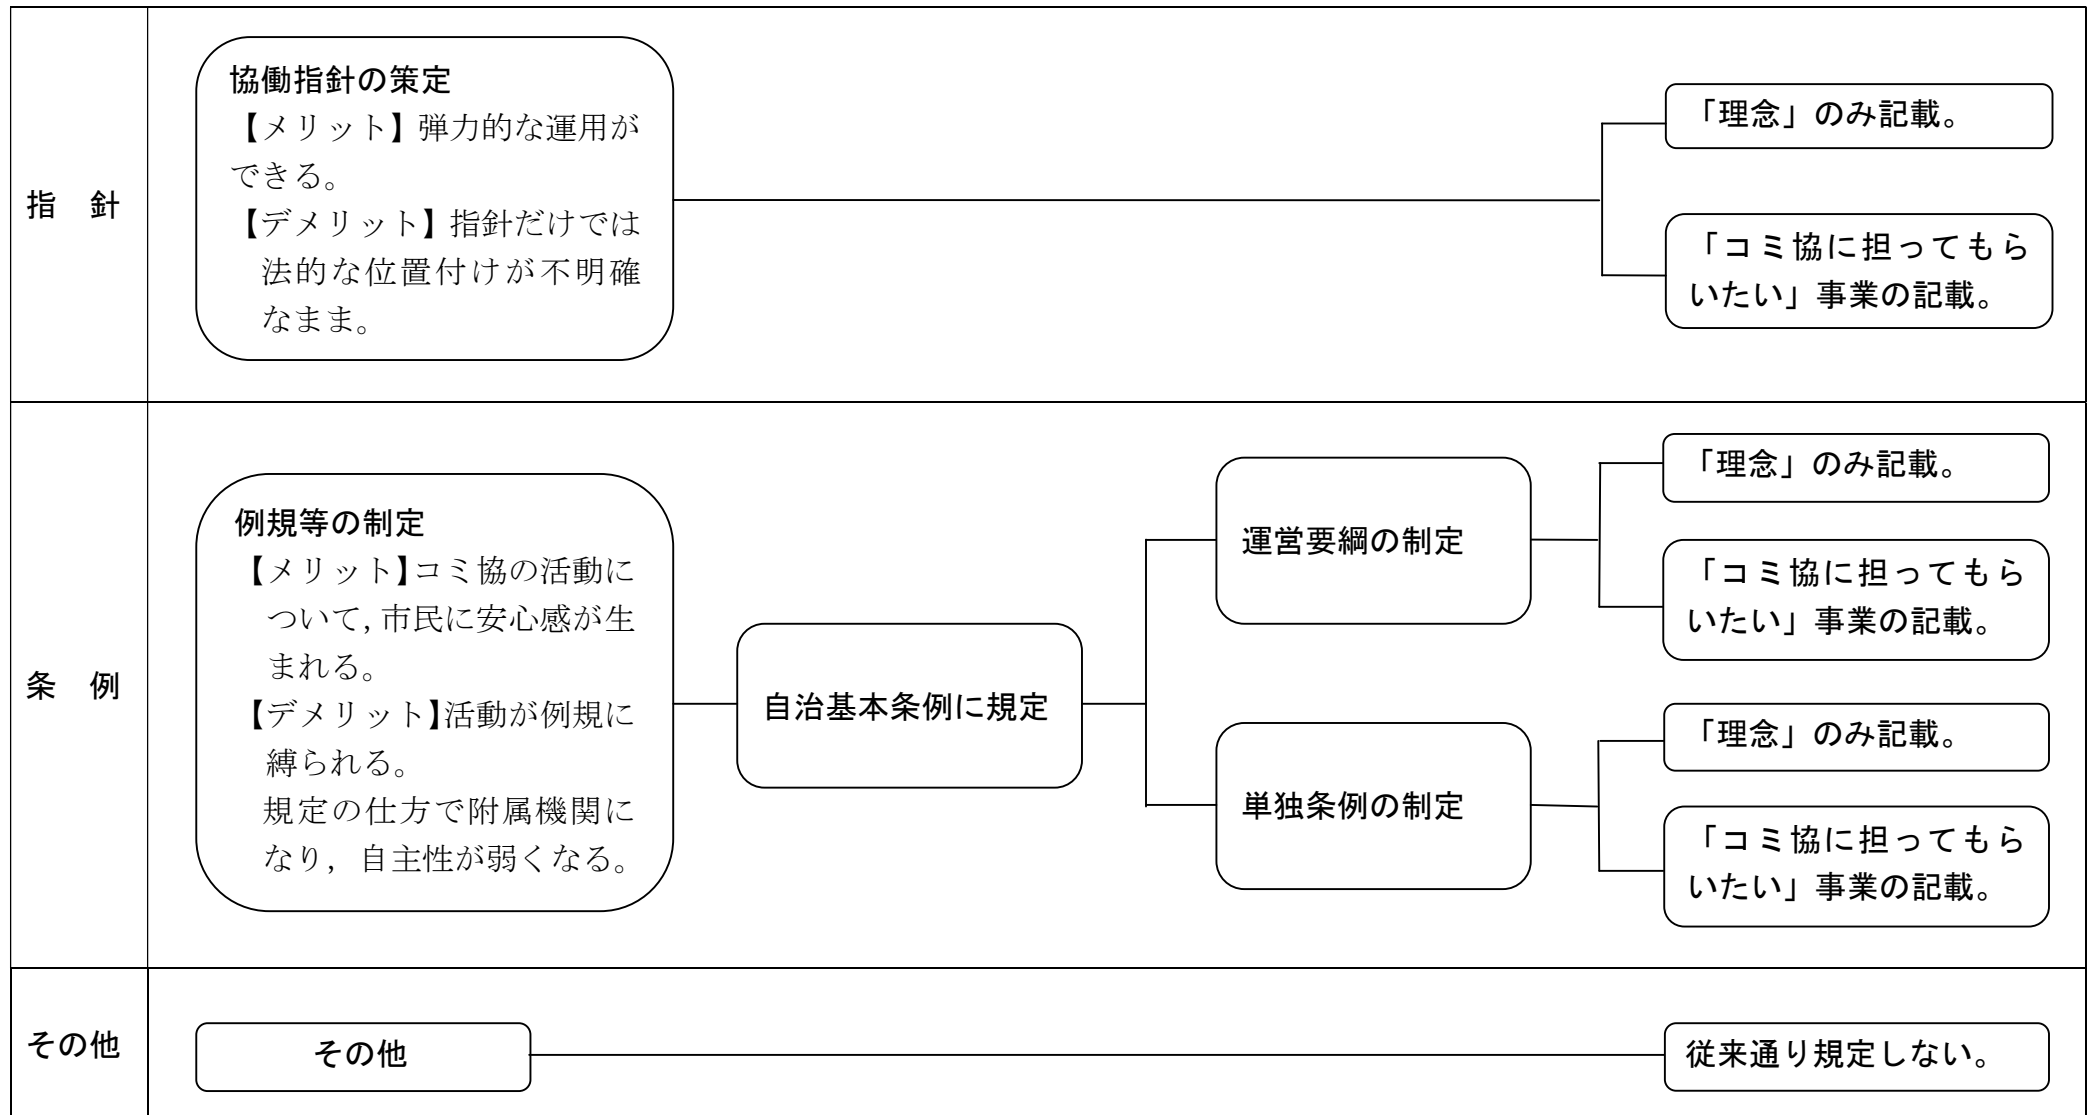 指　針
協働指針の策定
【メリット】弾力的な運用が
できる。
【デメリット】指針だけでは
法的な位置付けが不明確
なまま。
「理念」のみ記載。
「コミ協に担ってもら
いたい」事業の記載。
条　例
例規等の制定
【メリット】コミ協の活動に
ついて，市民に安心感が生
まれる。
【デメリット】活動が例規に
縛られる。
規定の仕方で附属機関に
なり，自主性が弱くなる。
自治基本条例に規定
運営要綱の制定
「理念」のみ記載。
「コミ協に担ってもら
いたい」事業の記載。
単独条例の制定
「理念」のみ記載。
「コミ協に担ってもら
いたい」事業の記載。
その他
その他
従来通り規定しない。